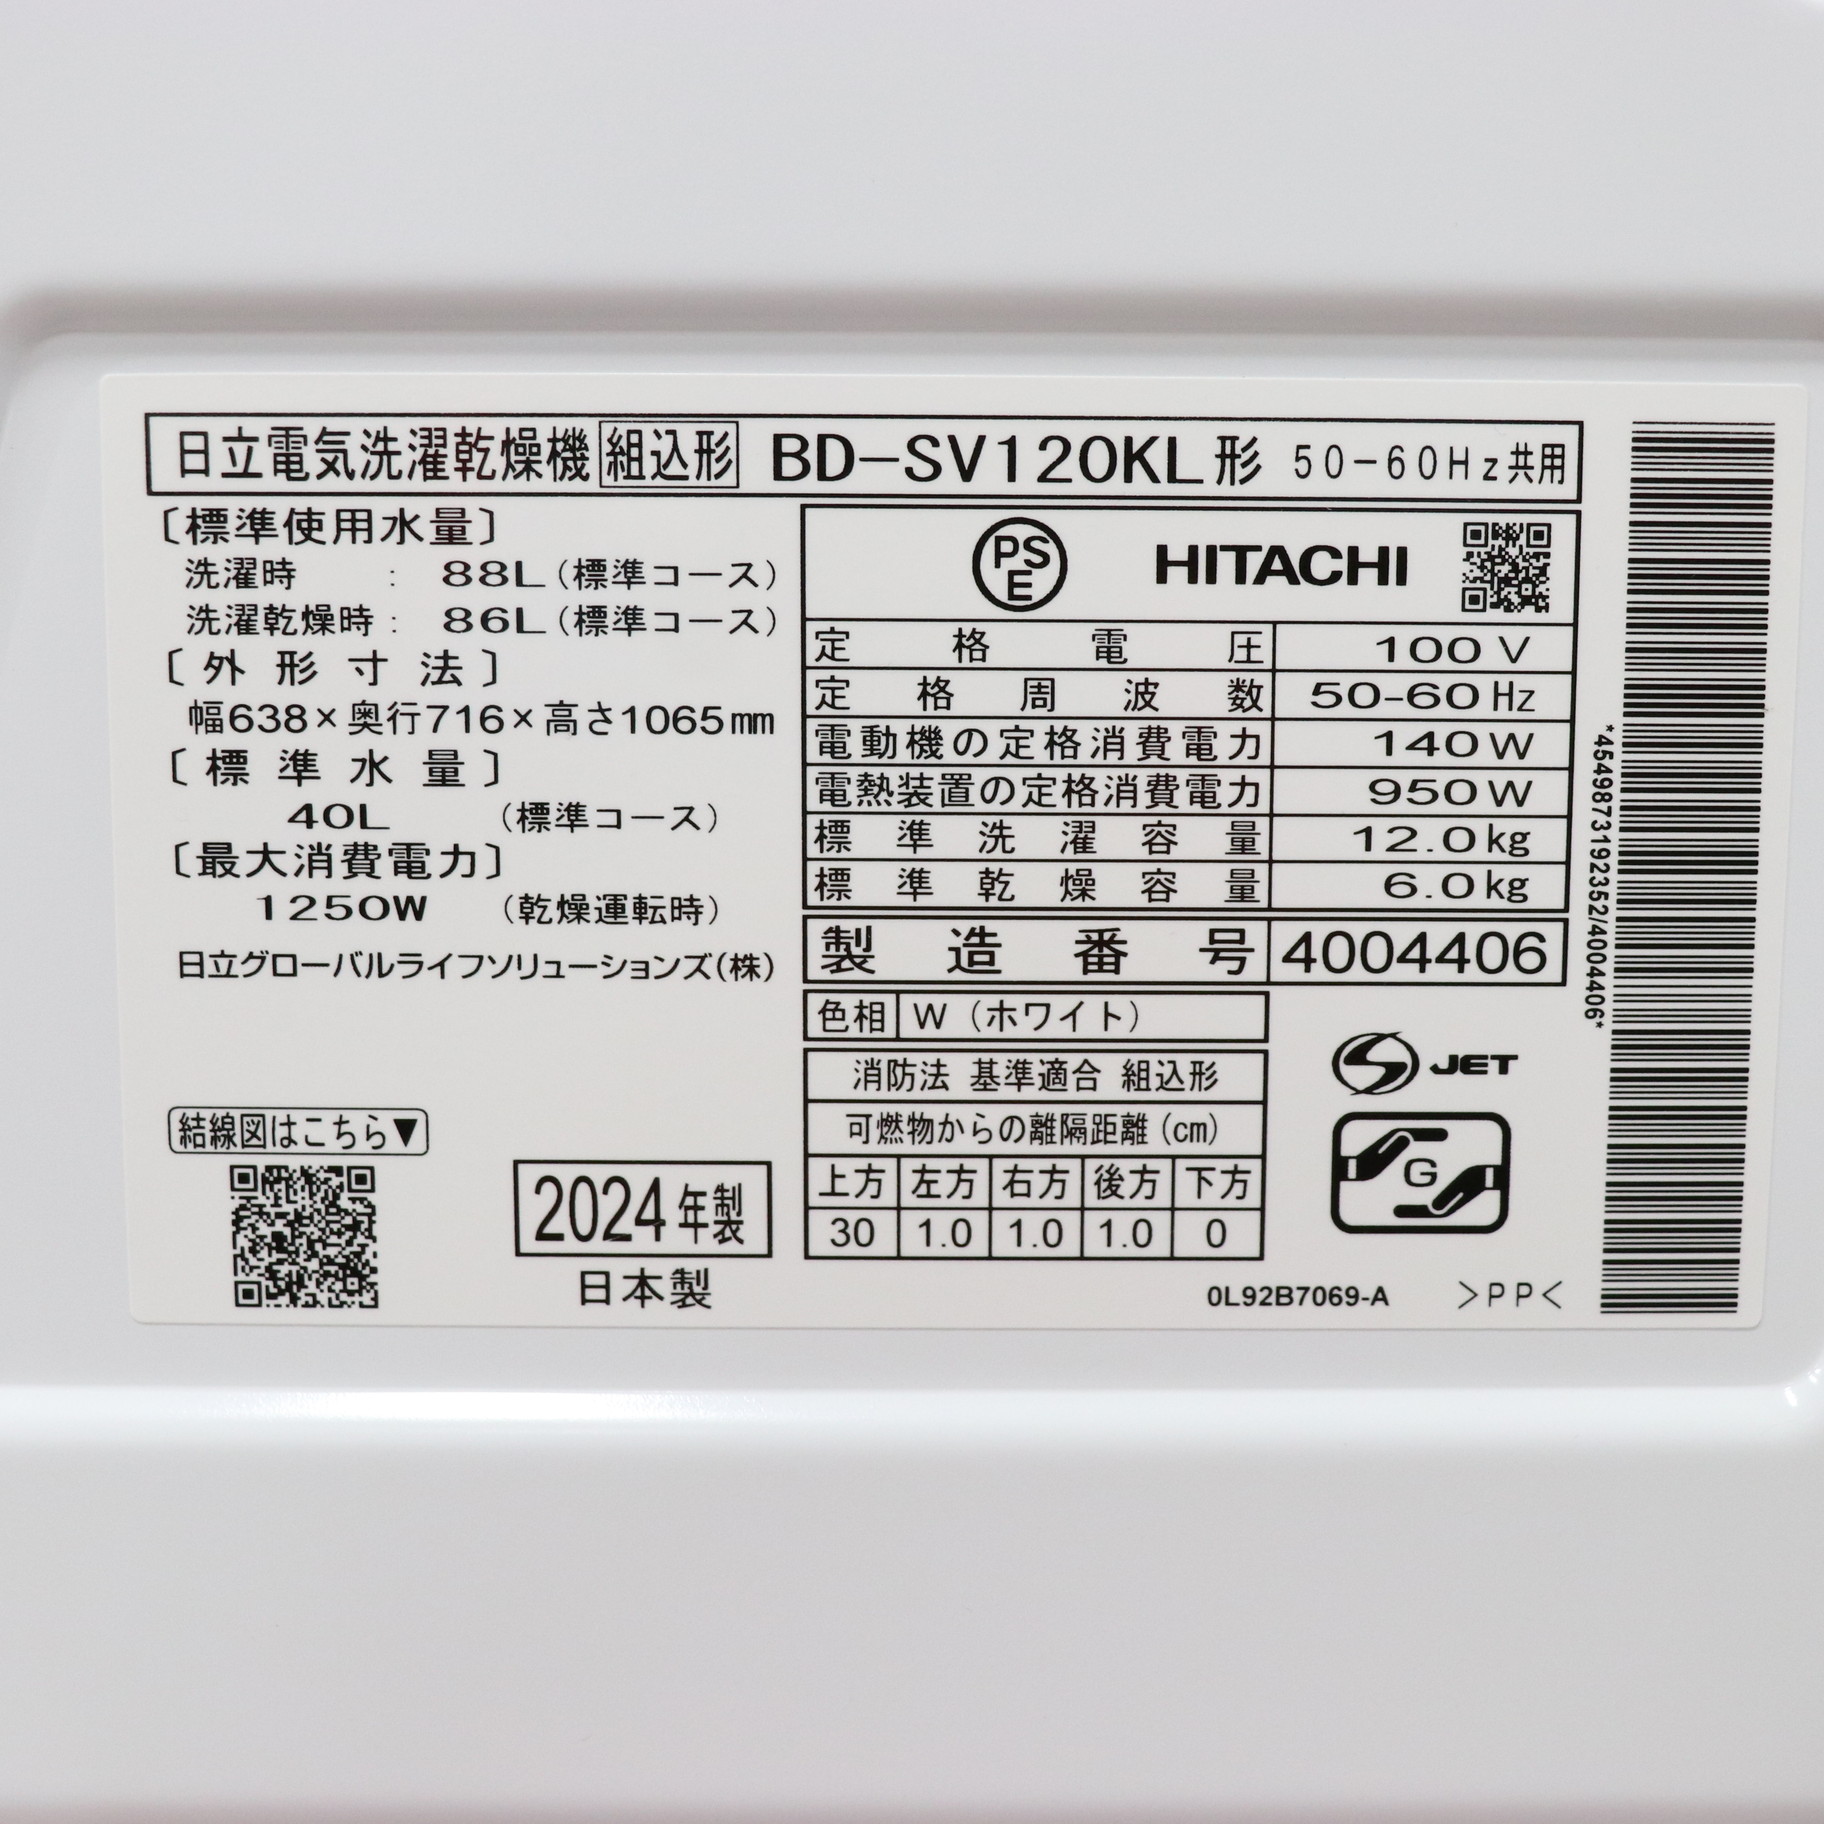 日立電気洗濯乾燥機 組込形 BD-SV120KL形 50-60Hz共用
〔標準使用水量〕
洗濯時 : 88L(標準コース)
洗濯乾燥時: 86L(標準コース)
〔外形寸法〕
幅638×奥行716×高さ1065mm
〔標準水量〕
40L (標準コース)
〔最大消費電力〕
1250W (乾燥運転時)
日立グローバルライフソリューションズ(株)
結線図はこちら▼
2024年製
日本製
PSE HITACHI
定格電圧 100V
定格周波数 50-60Hz
電動機の定格消費電力 140W
電熱装置の定格消費電力 950W
標準洗濯容量 12.0kg
標準乾燥容量 6.0kg
製造番号 4004406
色相 W(ホワイト)
消防法 基準適合 組込形
可燃物からの離隔距離(cm)
上方 左方 右方 後方 下方
30 1.0 1.0 1.0 0
S JET
G
0L92B7069-A >PP<
*4549873192352/4004406*